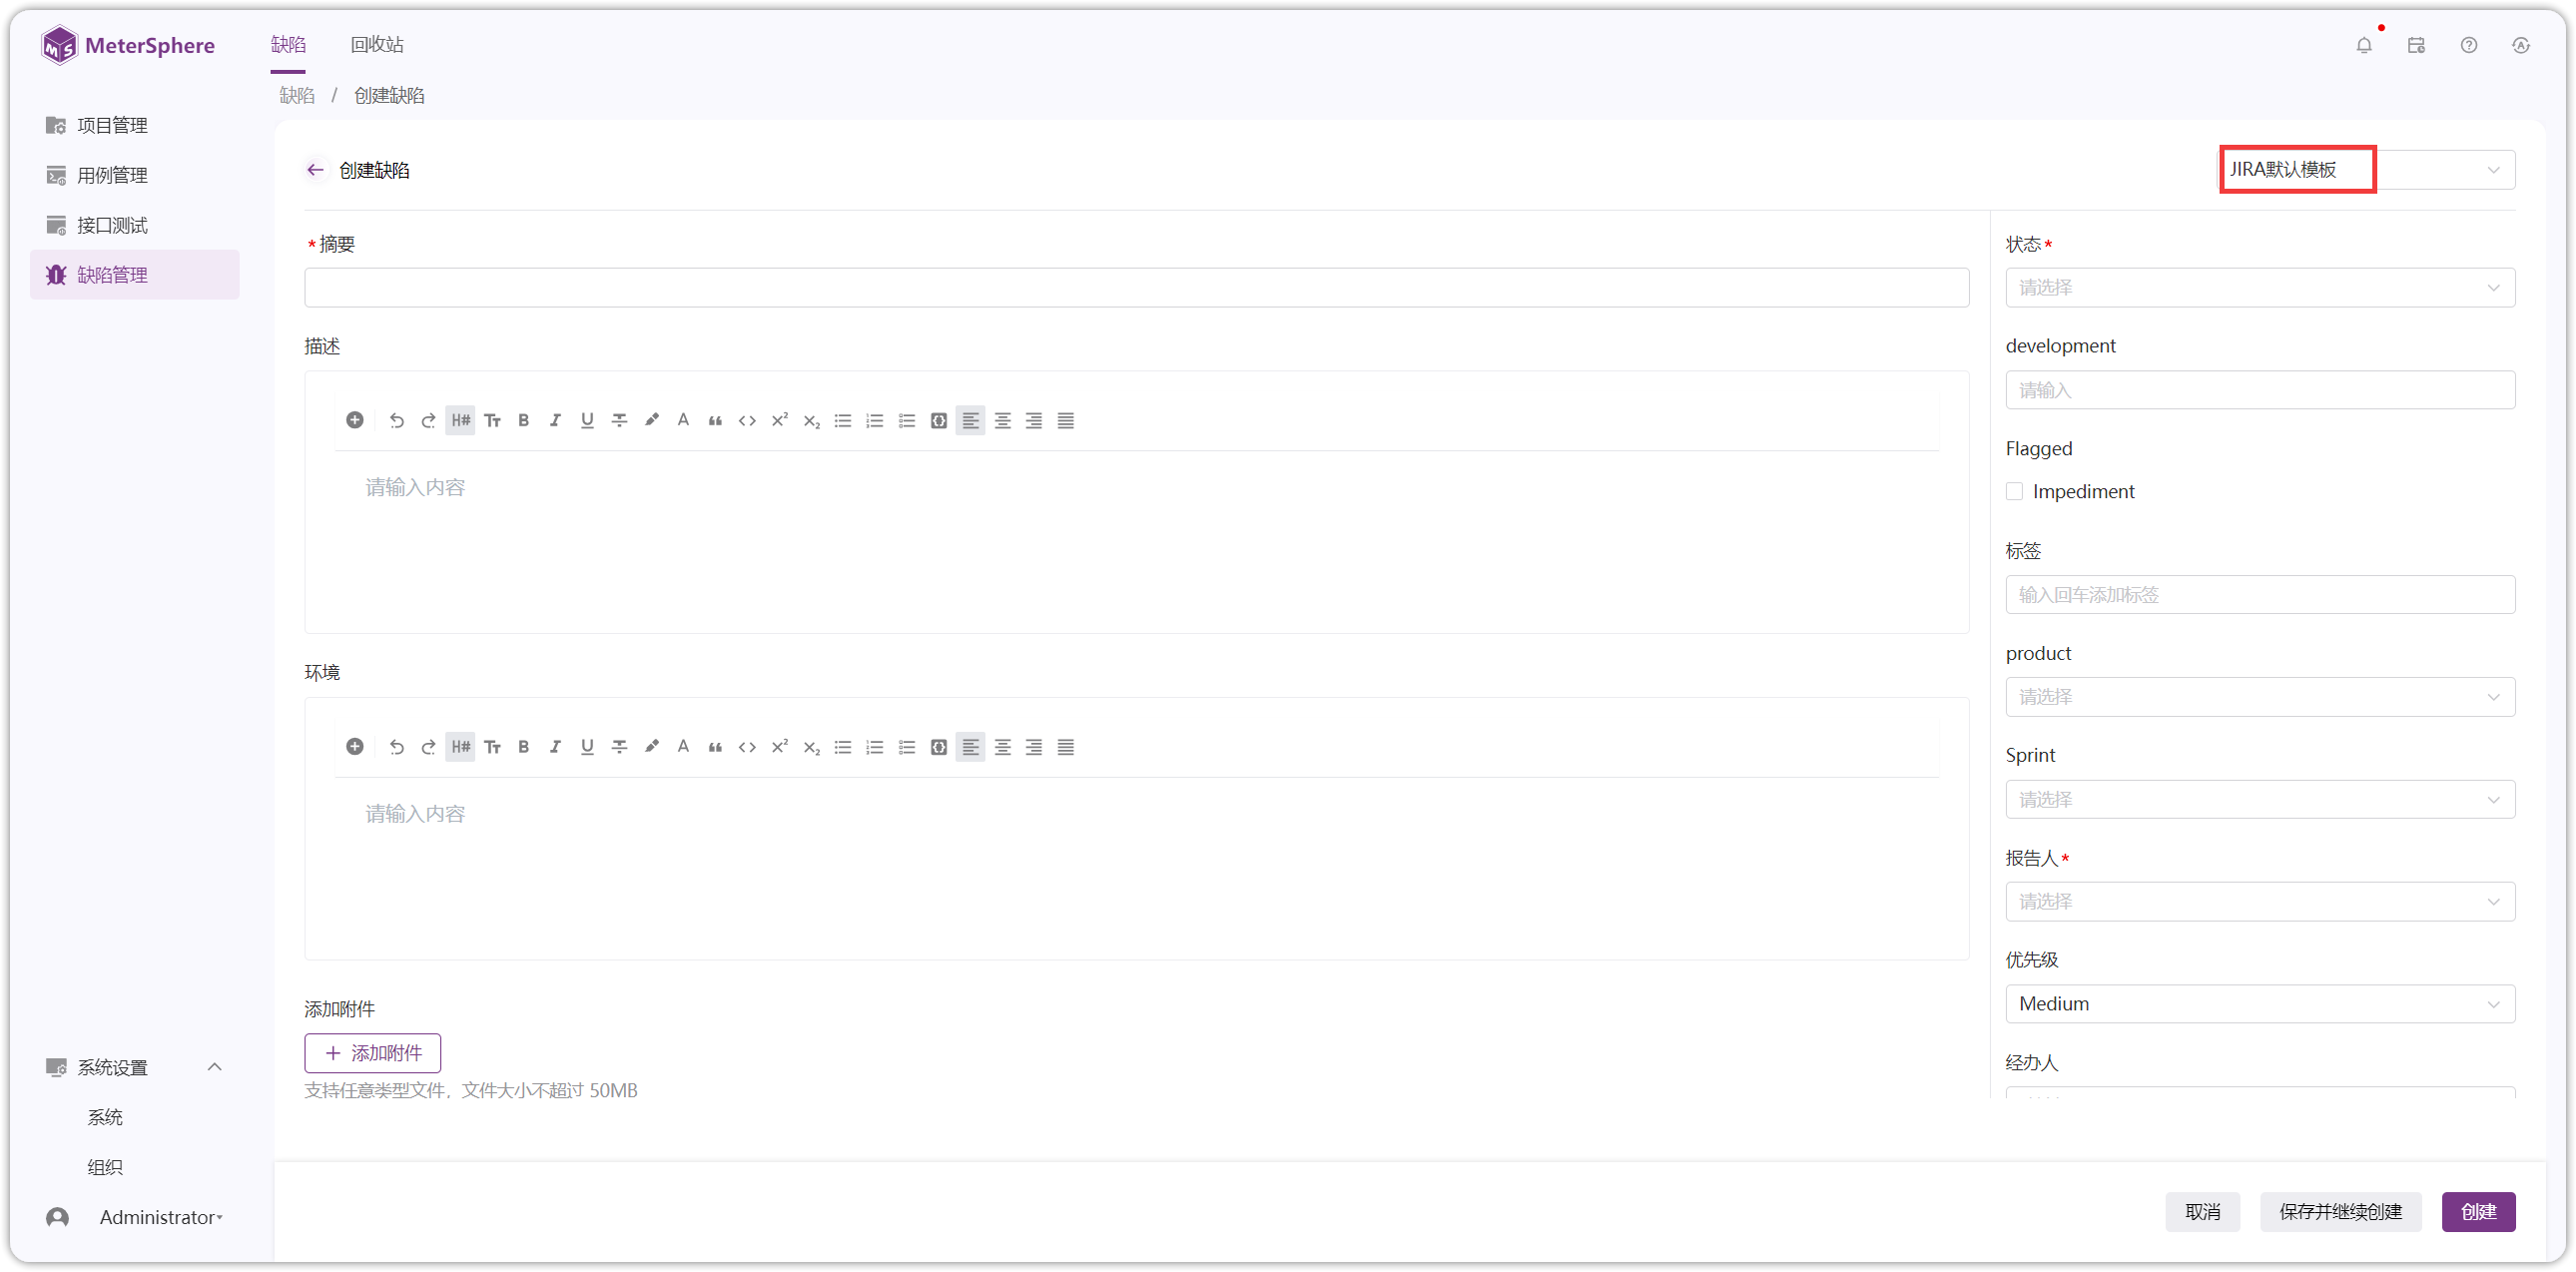 MeterSphere
缺陷 回收站
缺陷 / 创建缺陷
项目管理
用例管理
接口测试
缺陷管理
系统设置
系统
组织
Administrator
创建缺陷
JIRA默认模板
*摘要
描述
H# Tt B I U A
请输入内容
环境
H# Tt B I U A
请输入内容
添加附件
+ 添加附件
支持任意类型文件，文件大小不超过 50MB
状态*
请选择
development
请输入
Flagged
Impediment
标签
输入回车添加标签
product
请选择
Sprint
请选择
报告人*
请选择
优先级
Medium
经办人
取消 保存并继续创建 创建